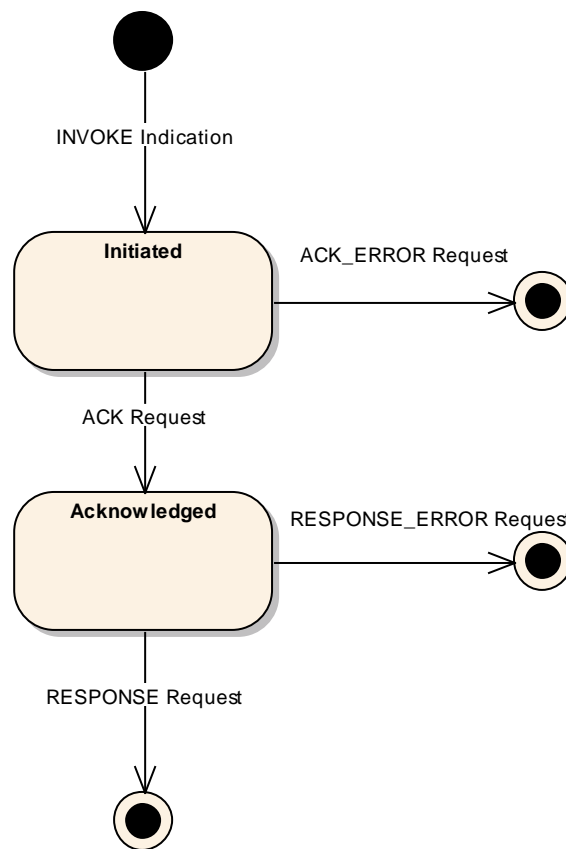 INVOKE Indication
Initiated
ACK_ERROR Request
ACK Request
Acknowledged
RESPONSE_ERROR Request
RESPONSE Request